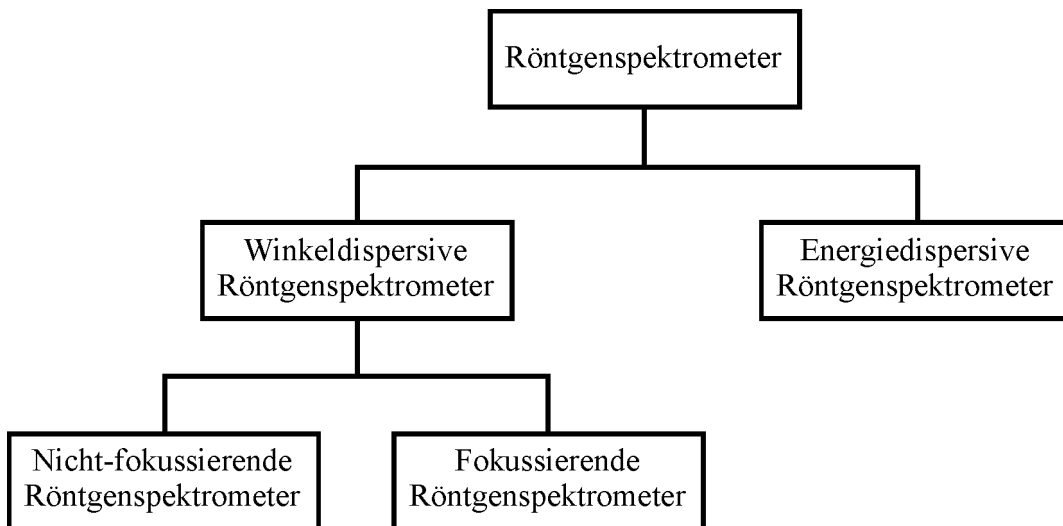 Röntgenspektrometer
Winkeldispersive
Röntgenspektrometer
Energiedispersive
Röntgenspektrometer
Nicht-fokussierende
Röntgenspektrometer
Fokussierende
Röntgenspektrometer